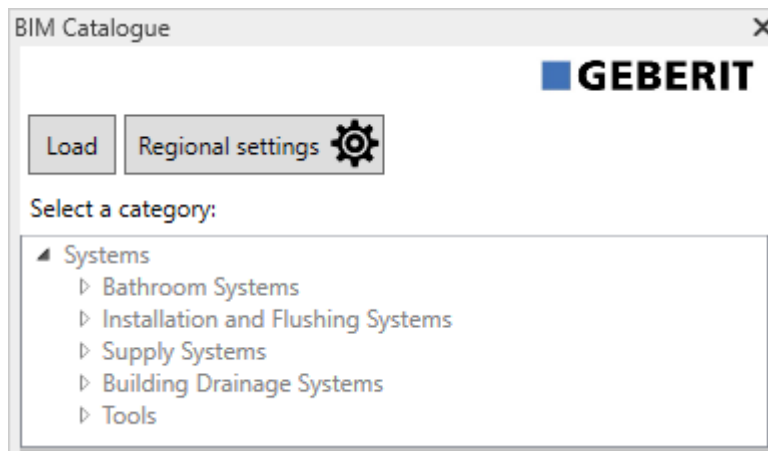 BIM Catalogue
GEBERIT
Load Regional settings
Select a category:
Systems
Bathroom Systems
Installation and Flushing Systems
Supply Systems
Building Drainage Systems
Tools